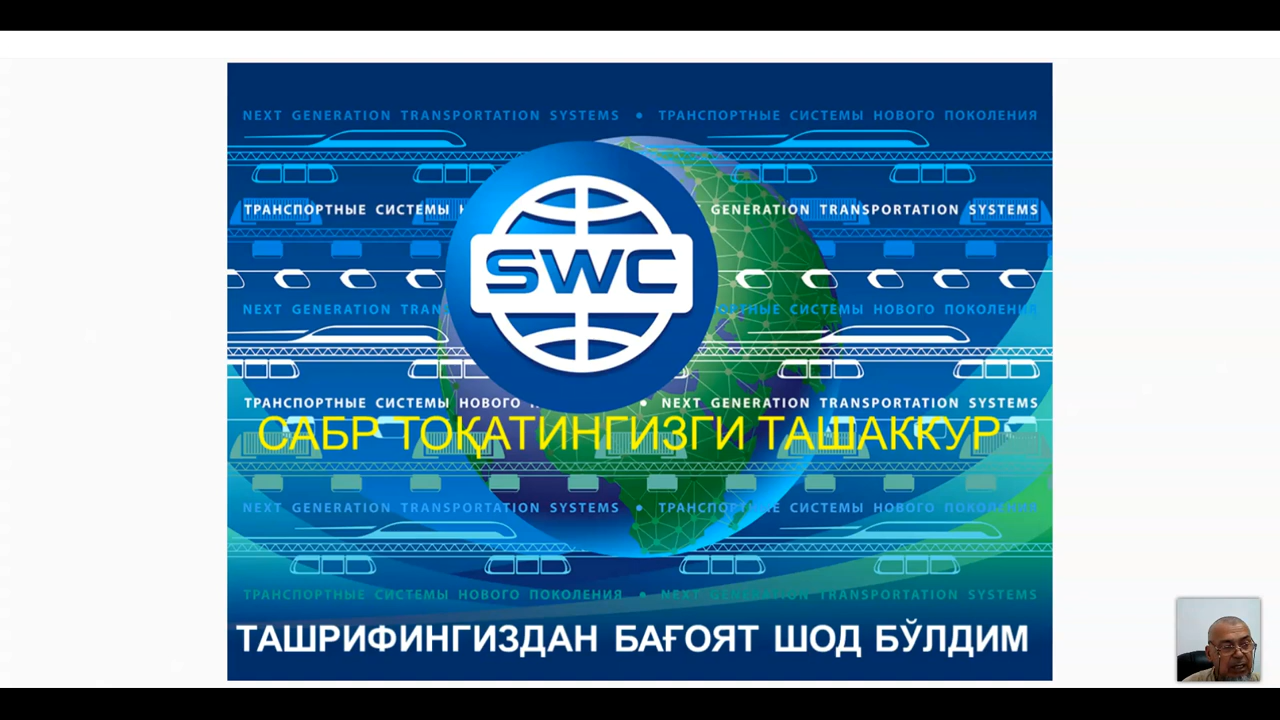 NEXT GENERATION TRANSPORTATION SYSTEMS • ТРАНСПОРТНЫЕ СИСТЕМЫ НОВОГО ПОКОЛЕНИЯ
ТРАНСПОРТНЫЕ СИСТЕМЫ GENERATION TRANSPORTATION SYSTEMS
SWC
NEXT GENERATION СИСТЕМЫ НОВОГО ПОКОЛЕНИЯ
ТРАНСПОРТНЫЕ СИСТЕМЫ НОВОГО • NEXT GENERATION TRANSPORTATION SYSTEMS
САБР ТОҚАТИНГИЗГИ ТАШАККУР
NEXT GENERATION TRANSPORTATION SYSTEMS • ТРАНСПОРТНЫЕ СИСТЕМЫ НОВОГО ПОКОЛЕНИЯ
ТРАНСПОРТНЫЕ СИСТЕМЫ НОВОГО ПОКОЛЕНИЯ • NEXT GENERATION TRANSPORTATION SYSTEMS
ТАШРИФИНГИЗДАН БАҒОЯТ ШОД БЎЛДИМ